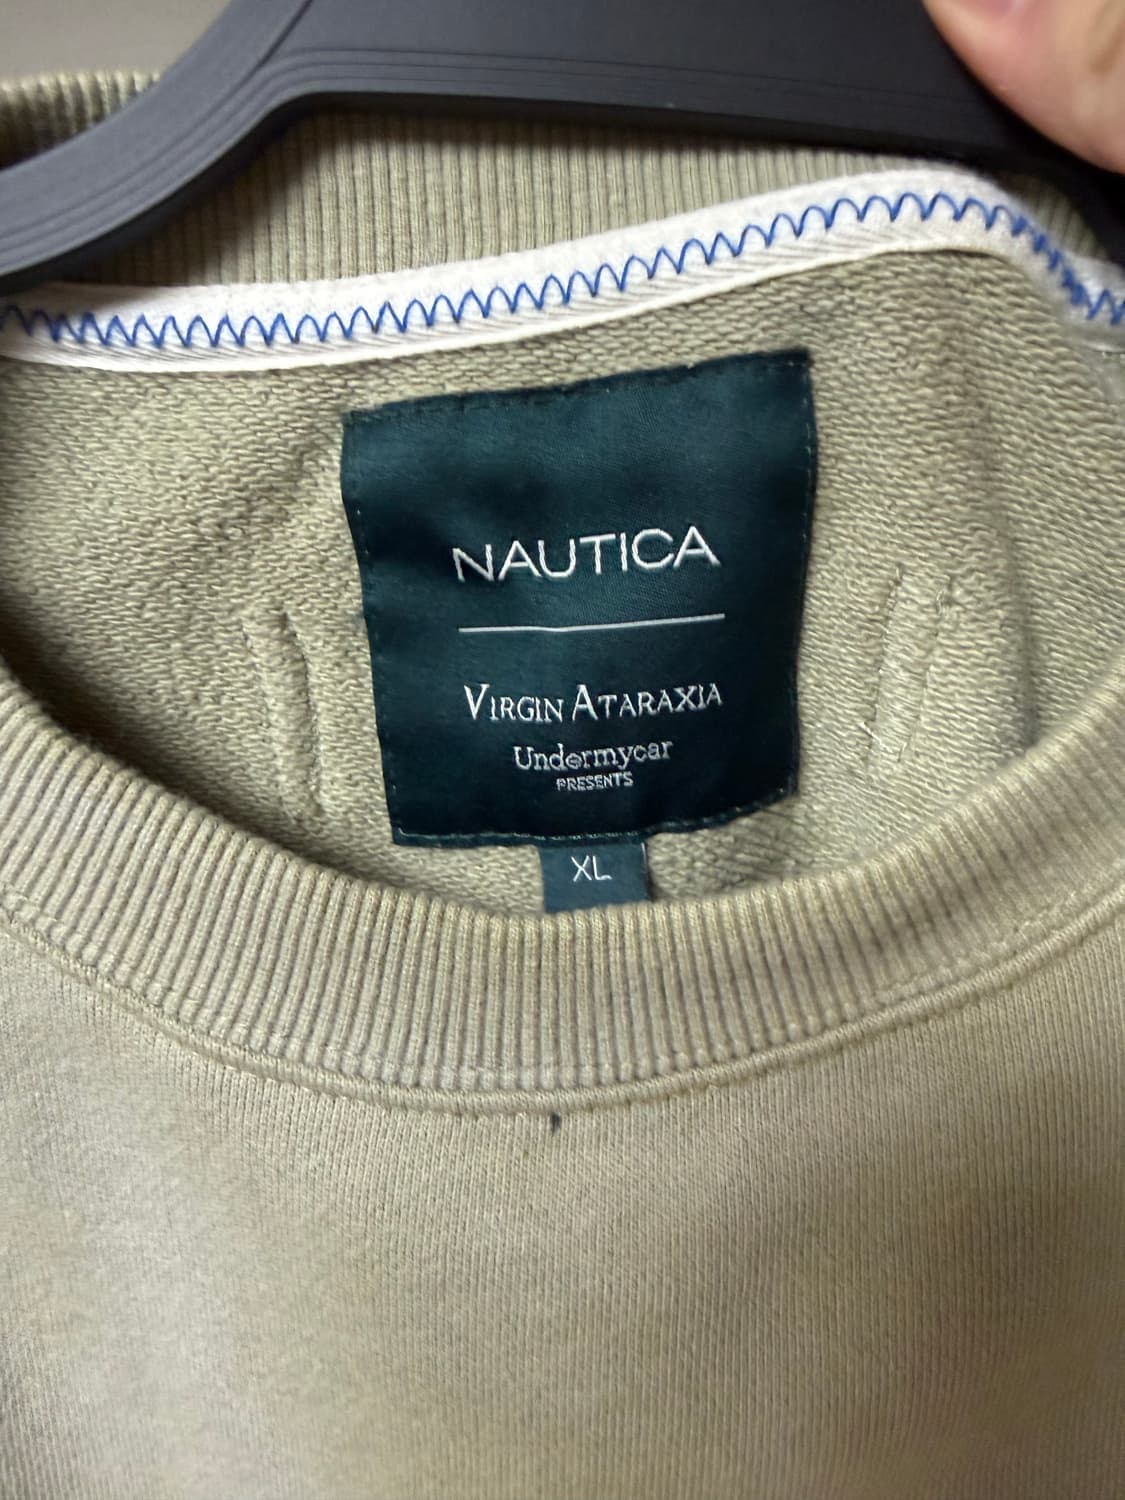 NAUTICA
VIRGIN ATARAXIA
Undermycar
PRESENTS
XL